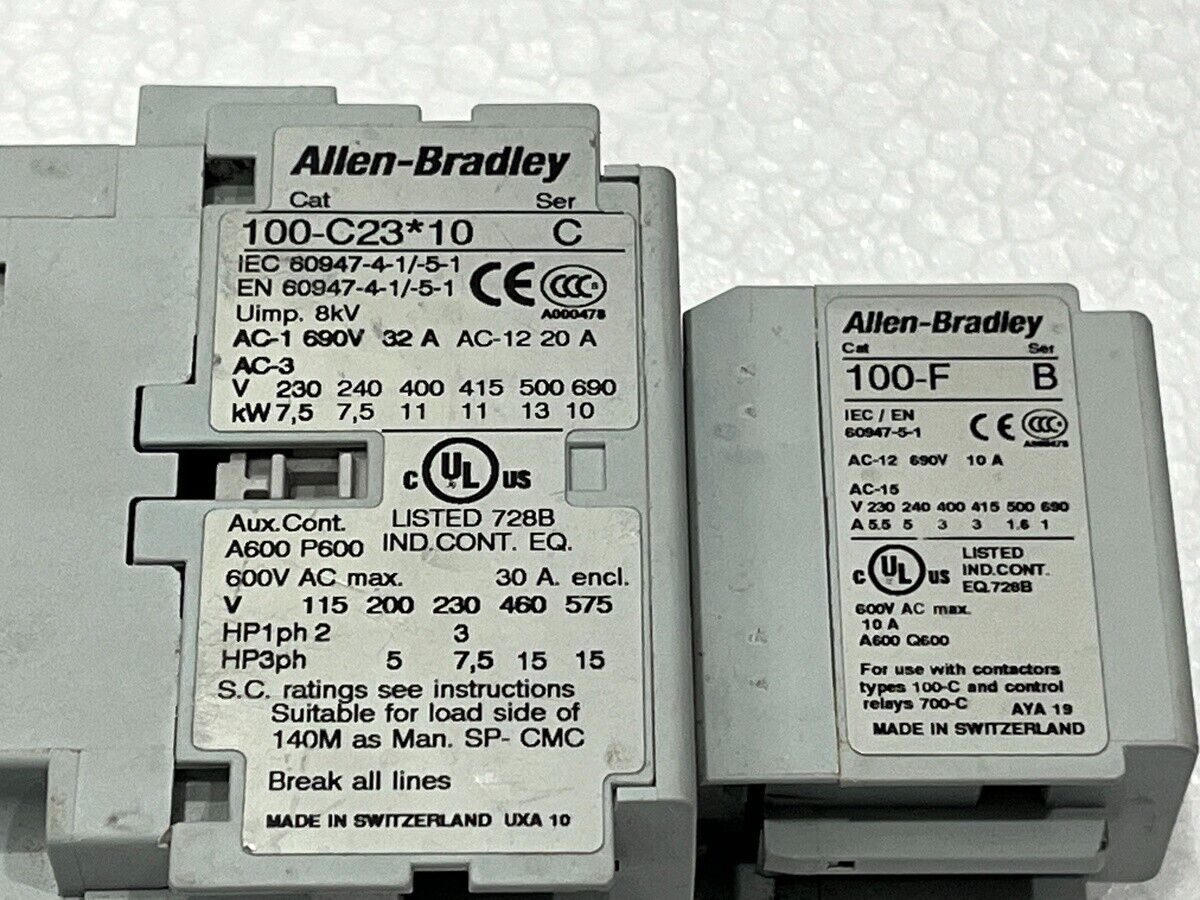 Allen-Bradley
Cat Ser
100-C23*10 C
IEC 60947-4-1/-5-1
EN 60947-4-1/-5-1
CE CCC
A000478
Uimp. 8kV
AC-1 690V 32 A AC-12 20 A
AC-3
V 230 240 400 415 500 690
kW 7,5 7,5 11 11 13 10
c UL us
Aux.Cont. LISTED 728B
A600 P600 IND.CONT. EQ.
600V AC max. 30 A. encl.
V 115 200 230 460 575
HP1ph 2 3
HP3ph 5 7,5 15 15
S.C. ratings see instructions
Suitable for load side of
140M as Man. SP- CMC
Break all lines
MADE IN SWITZERLAND UXA 10
Allen-Bradley
Cat Ser
100-F B
IEC / EN
60947-5-1
CE CCC
A000478
AC-12 690V 10 A
AC-15
V 230 240 400 415 500 690
A 5.5 5 3 3 1.6 1
c UL us
LISTED
IND.CONT.
EQ.728B
600V AC max.
10 A
A600 Q600
For use with contactors
types 100-C and control
relays 700-C AYA 19
MADE IN SWITZERLAND